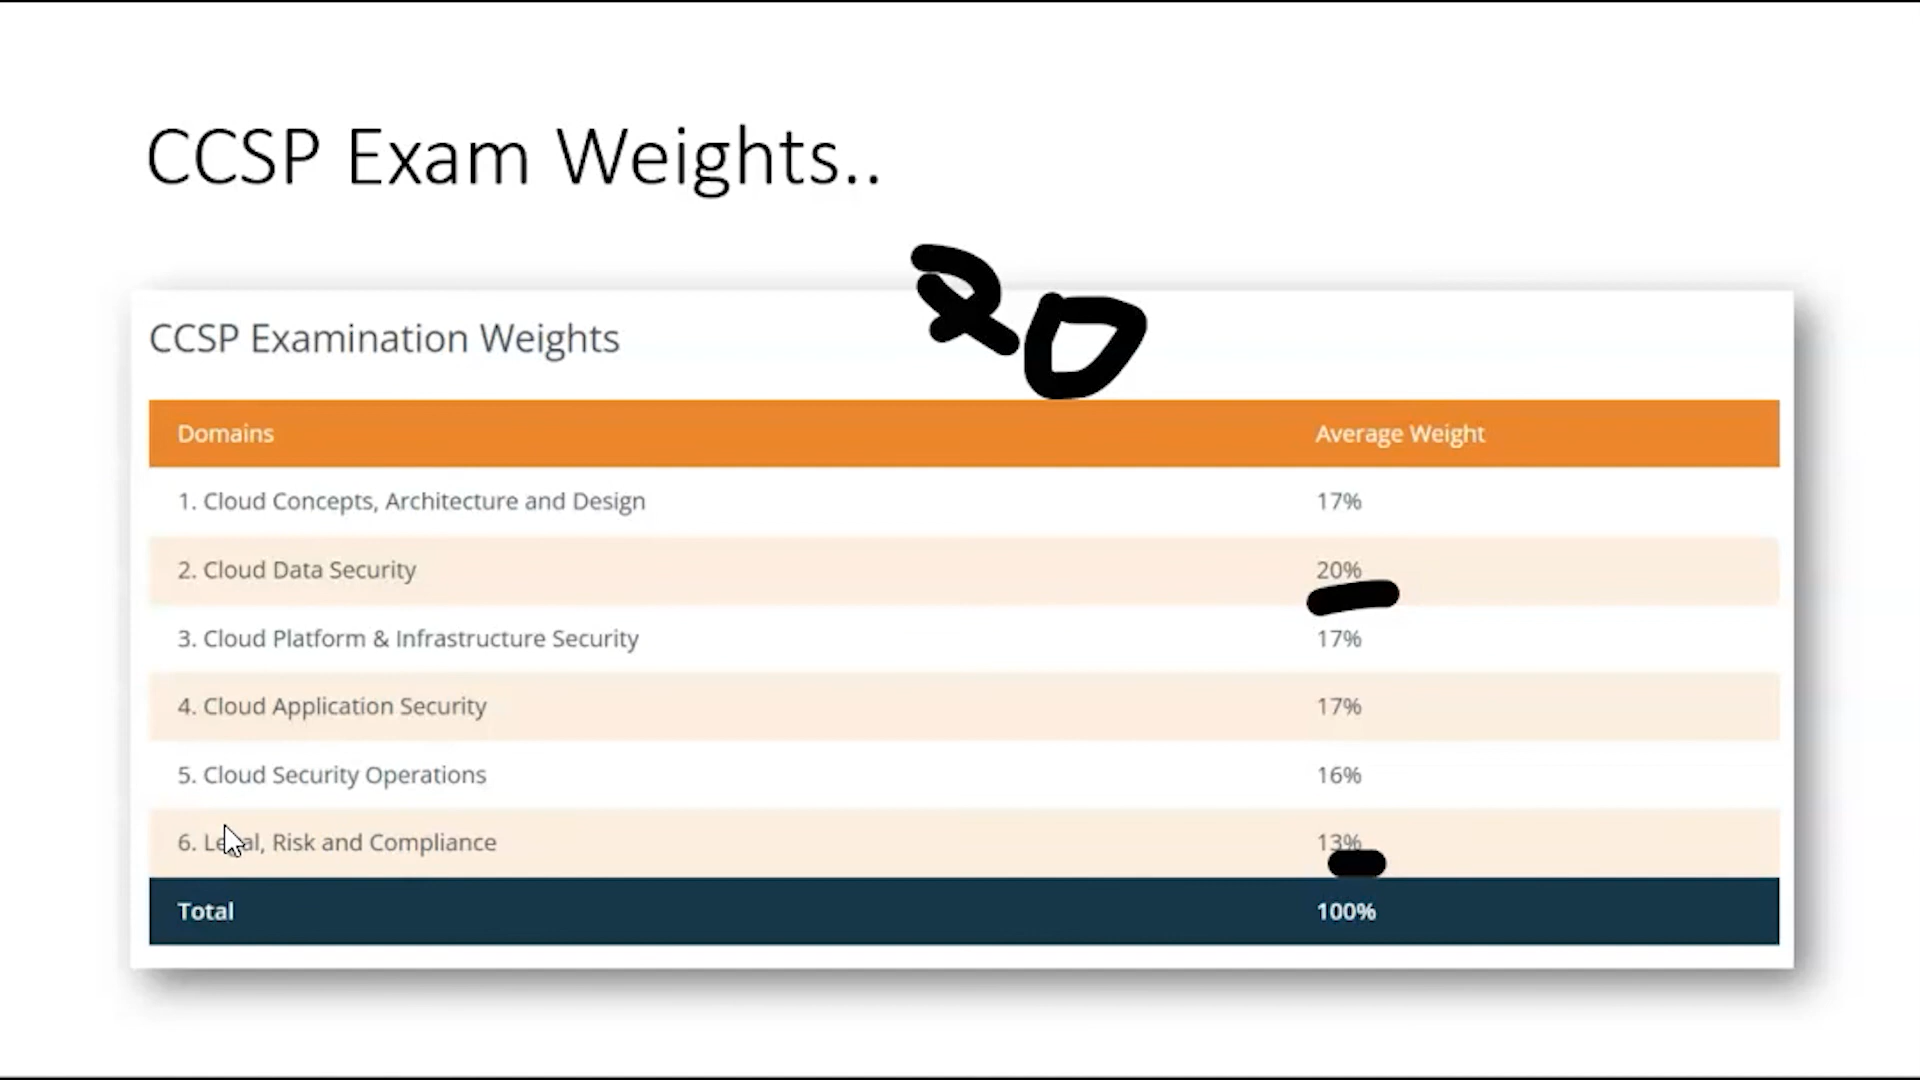 CCSP Exam Weights..
20
CCSP Examination Weights
Domains Average Weight
1. Cloud Concepts, Architecture and Design 17%
2. Cloud Data Security 20%
3. Cloud Platform & Infrastructure Security 17%
4. Cloud Application Security 17%
5. Cloud Security Operations 16%
6. Legal, Risk and Compliance 13%
Total 100%